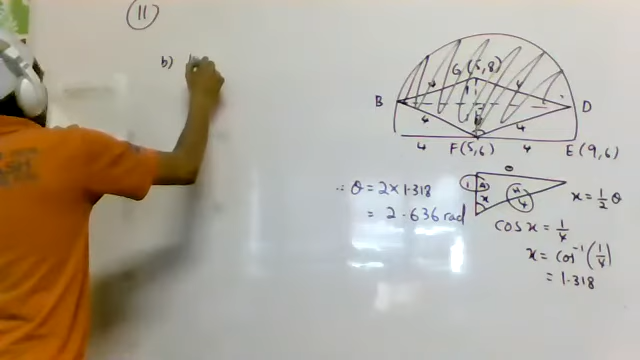 11
b)
G (5,8)
B
D
4
4
4
4
F(5,6)
E(9,6)
∴ θ = 2 × 1.318
= 2.636 rad
1
A
x
4
x = 1/2 θ
cos x = 1/4
x = cos⁻¹ (1/4)
= 1.318